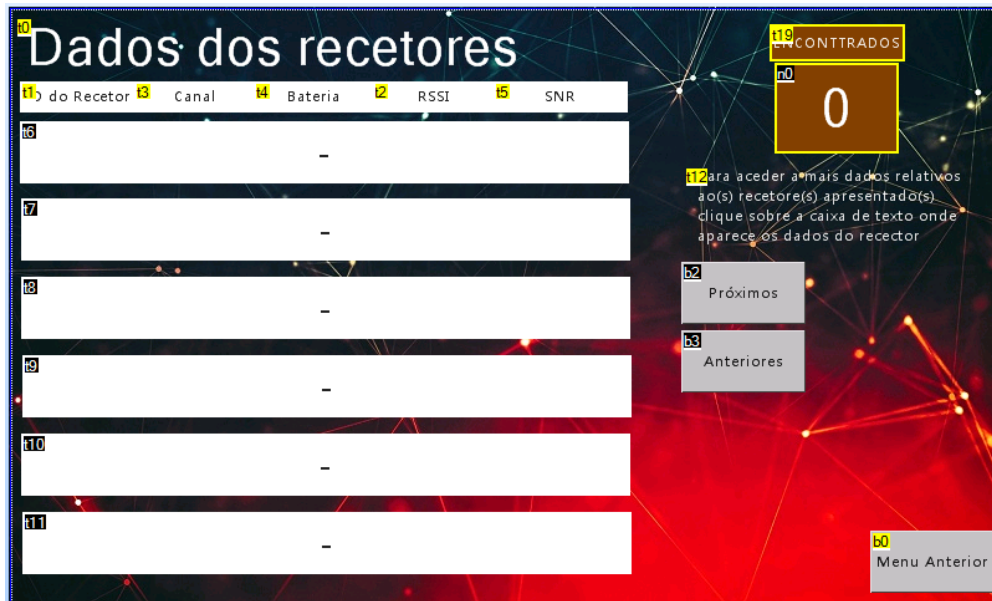 t0
Dados dos recetores
t19
ENCONTTRADOS
n0
0
t1 D do Recetor t3 Canal t4 Bateria t2 RSSI t5 SNR
t6
-
t7
-
t8
-
t9
-
t10
-
t11
-
t12 ara aceder a mais dados relativos
ao(s) recetore(s) apresentado(s)
clique sobre a caixa de texto onde
aparece os dados do recector
b2
Próximos
b3
Anteriores
b0
Menu Anterior